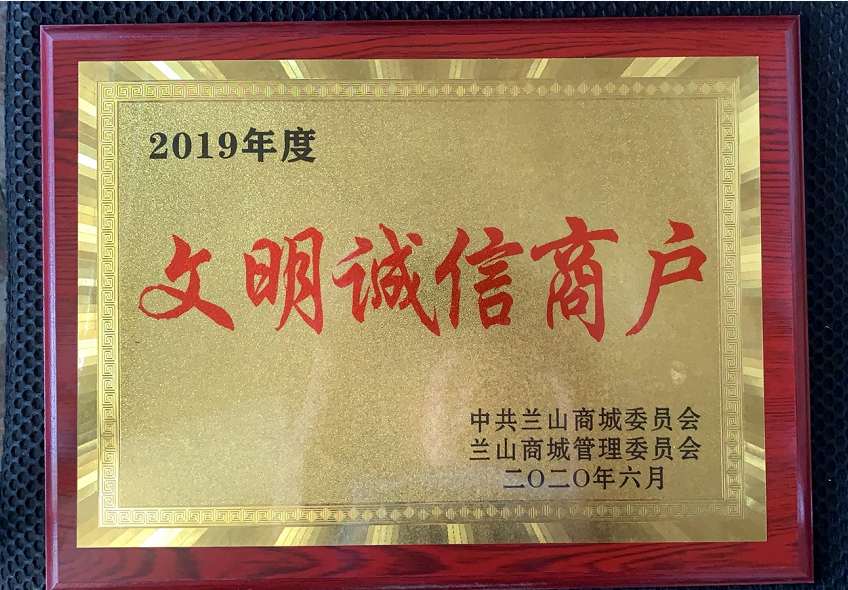 2019年度
文明诚信商户
中共兰山商城委员会
兰山商城管理委员会
二〇二〇年六月